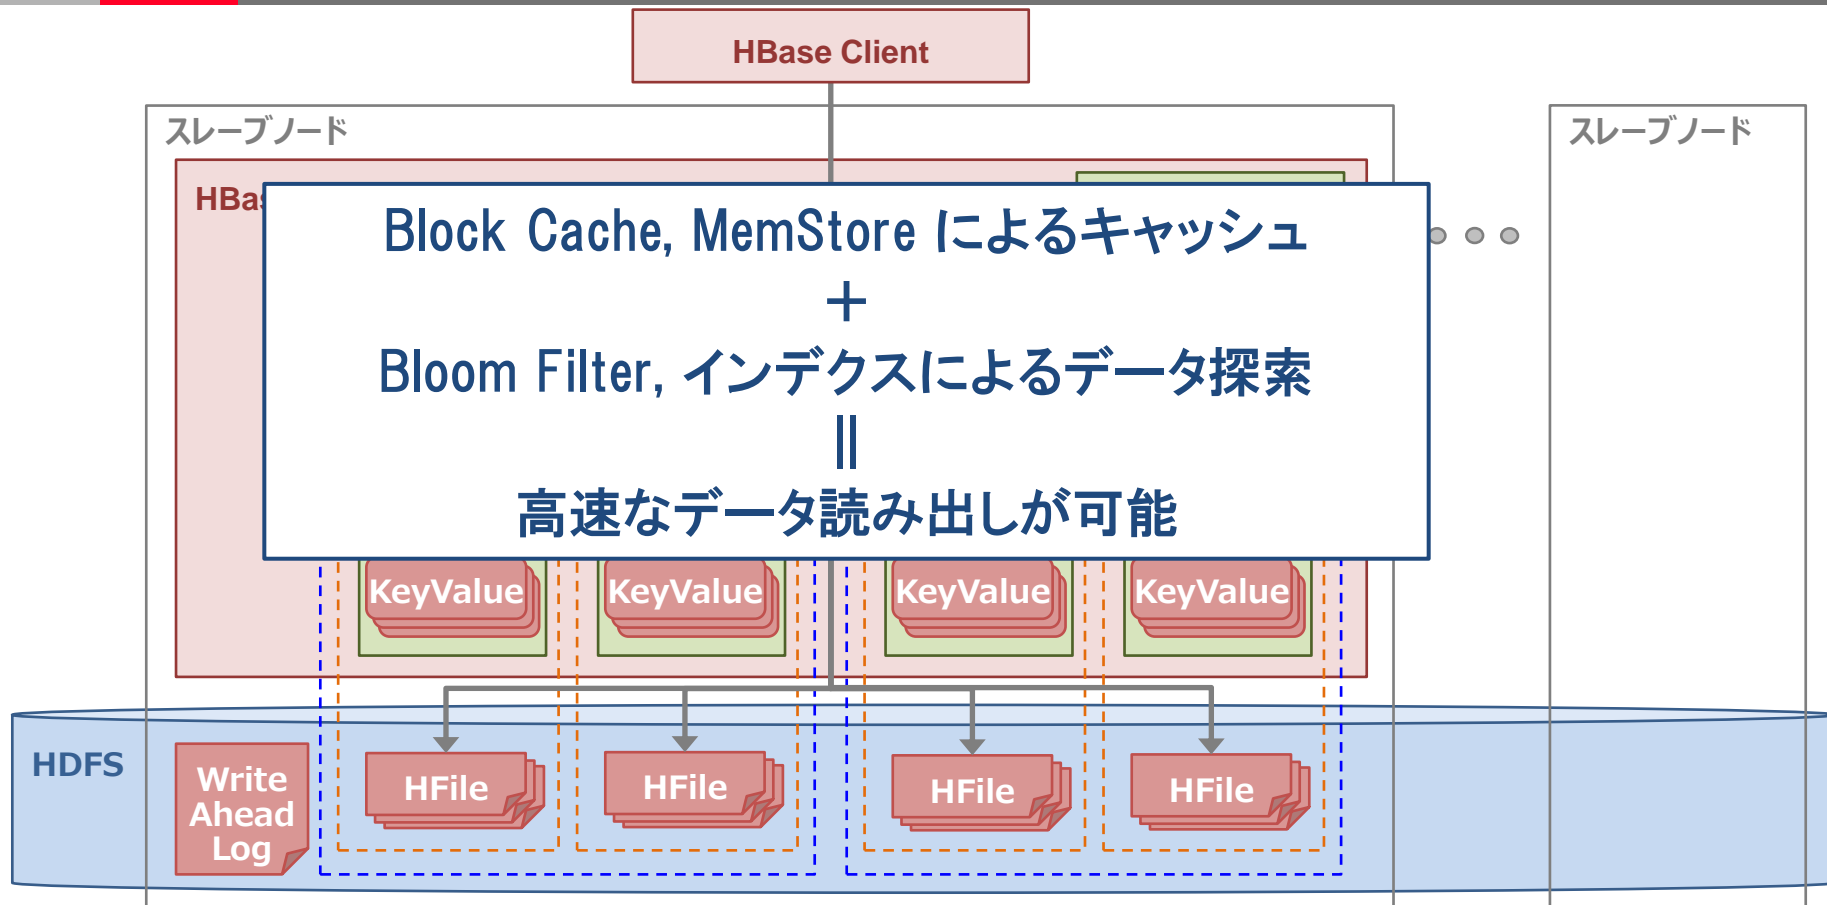 HBase Client
スレーブノード
スレーブノード
HBas
Block Cache, MemStore によるキャッシュ
＋
Bloom Filter, インデクスによるデータ探索
||
高速なデータ読み出しが可能
KeyValue
KeyValue
KeyValue
KeyValue
HDFS
Write
Ahead
Log
HFile
HFile
HFile
HFile